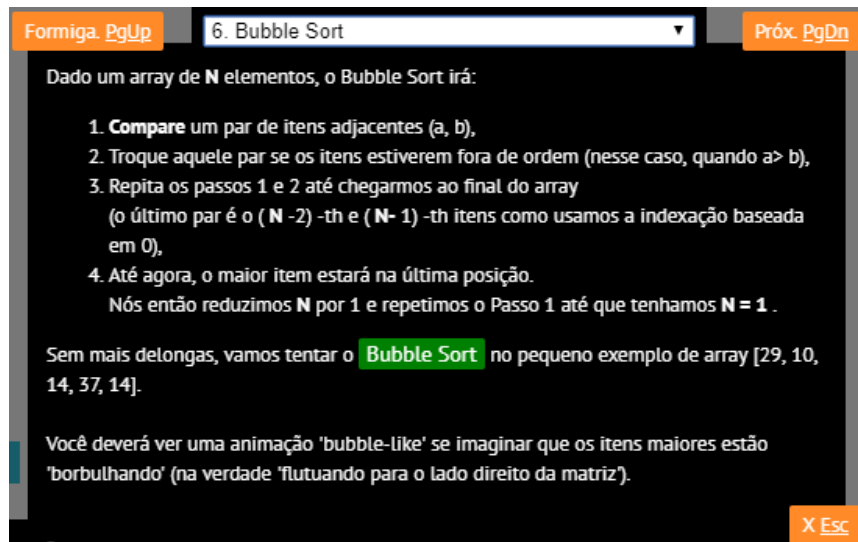 Formiga. PgUp
6. Bubble Sort
Próx. PgDn
Dado um array de N elementos, o Bubble Sort irá:
1. Compare um par de itens adjacentes (a, b),
2. Troque aquele par se os itens estiverem fora de ordem (nesse caso, quando a> b),
3. Repita os passos 1 e 2 até chegarmos ao final do array
(o último par é o ( N -2) -th e ( N- 1) -th itens como usamos a indexação baseada
em 0),
4. Até agora, o maior item estará na última posição.
Nós então reduzimos N por 1 e repetimos o Passo 1 até que tenhamos N = 1 .
Sem mais delongas, vamos tentar o Bubble Sort no pequeno exemplo de array [29, 10,
14, 37, 14].
Você deverá ver uma animação 'bubble-like' se imaginar que os itens maiores estão
'borbulhando' (na verdade 'flutuando para o lado direito da matriz').
X Esc